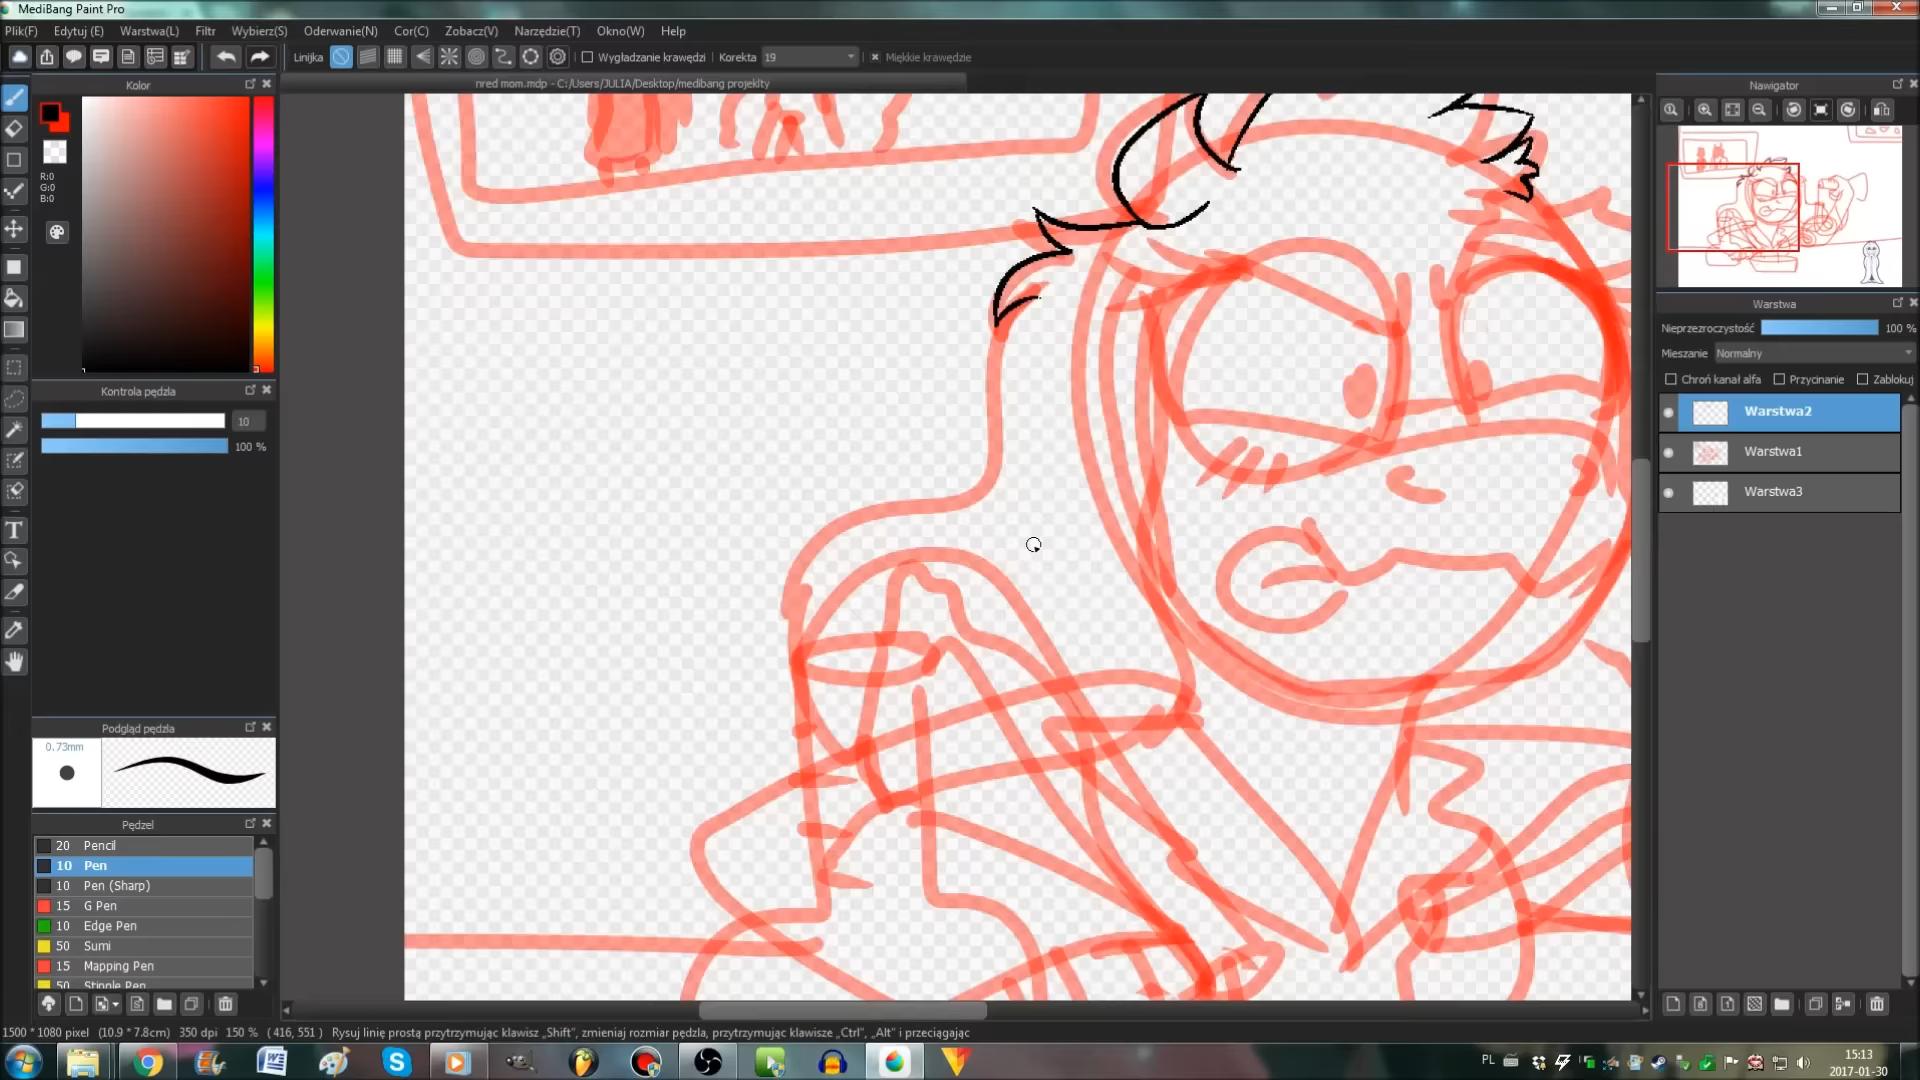 MediBang Paint Pro
Plik(F) Edytuj (E) Warstwa(L) Filtr Wybierz(S) Oderwanie(N) Cor(C) Zobacz(V) Narzędzie(T) Okno(W) Help
Linijka Wygładzanie krawędzi Korekta 19 Miękkie krawędzie
Kolor
nred mom.mdp - C:/Users/JULIA/Desktop/medibang projeklty
Nawigator
R:0
G:0
B:0
Warstwa
Nieprzezroczystość 100 %
Mieszanie Normalny
Chroń kanał alfa Przycinanie Zablokuj
Kontrola pędzla
10
100 %
Warstwa2
Warstwa1
Warstwa3
Podgląd pędzla
0.73mm
Pędzel
20 Pencil
10 Pen
10 Pen (Sharp)
15 G Pen
10 Edge Pen
50 Sumi
15 Mapping Pen
50 Stipple Pen
1500 * 1080 pixel (10.9 * 7.8cm) 350 dpi 150 % ( 416, 551 ) Rysuj linię prostą przytrzymując klawisz „Shift”, zmieniaj rozmiar pędzla, przytrzymując klawisze „Ctrl”, „Alt” i przeciągając
PL
15:13
2017-01-30